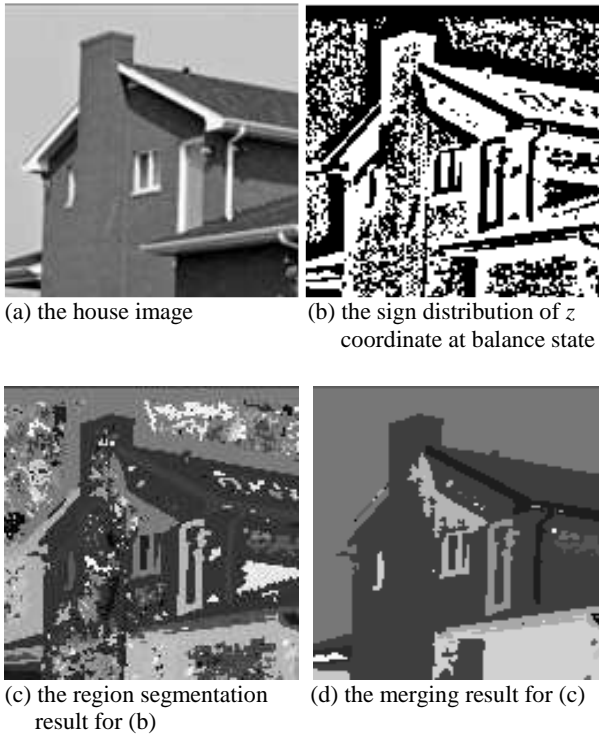 (a) the house image
(b) the sign distribution of z
coordinate at balance state
(c) the region segmentation
result for (b)
(d) the merging result for (c)